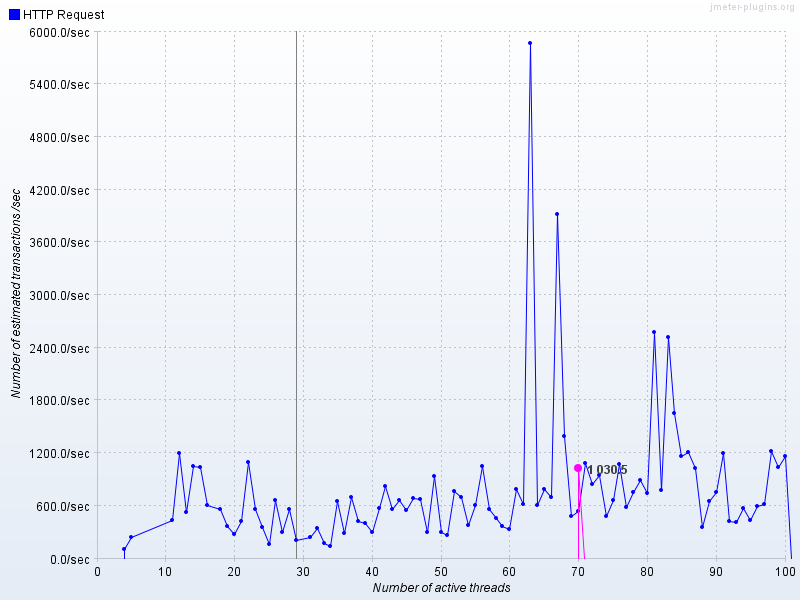 jmeter-plugins.org
HTTP Request
6000.0/sec
5400.0/sec
4800.0/sec
4200.0/sec
3600.0/sec
3000.0/sec
2400.0/sec
1800.0/sec
1200.0/sec
600.0/sec
0.0/sec
Number of estimated transactions /sec
1 030.5
0 10 20 30 40 50 60 70 80 90 100
Number of active threads